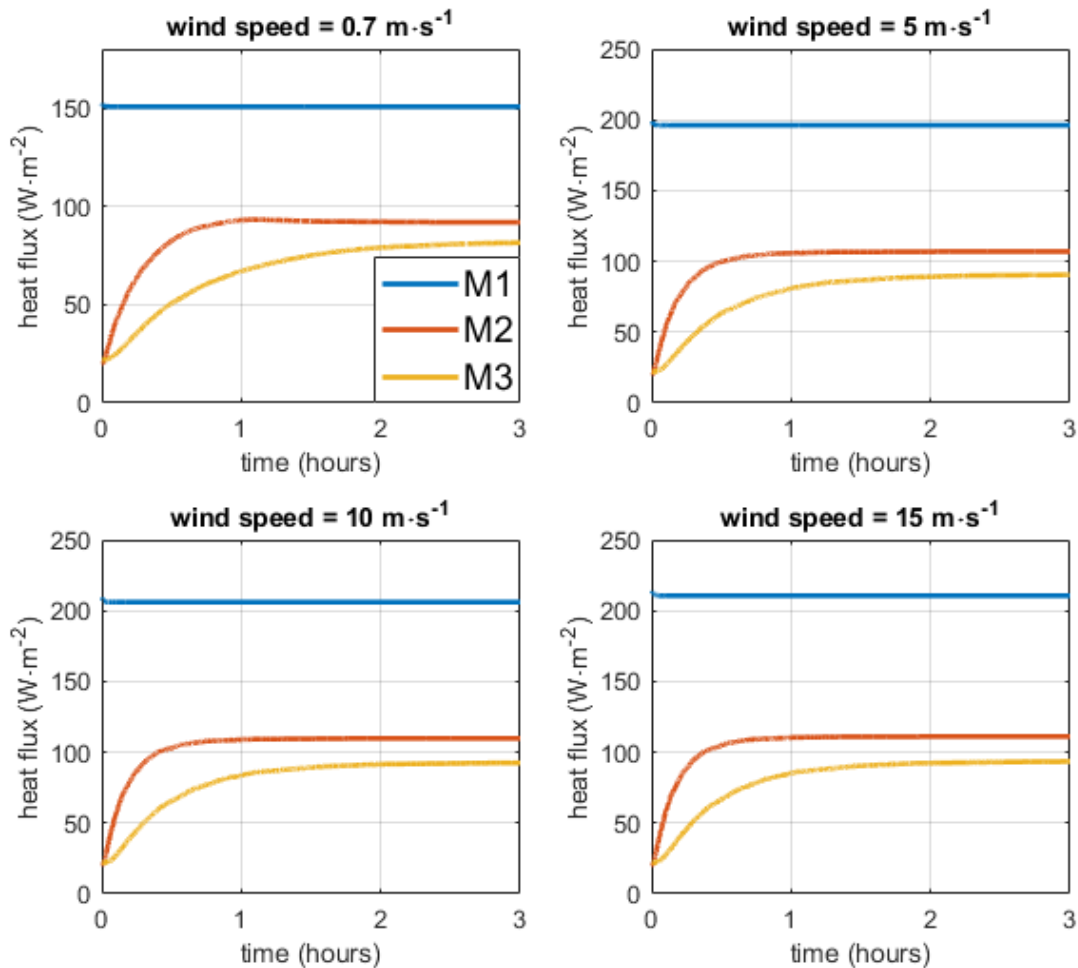 wind speed = 0.7 m·s⁻¹
heat flux (W·m⁻²)
150
100
50
0
0 1 2 3
time (hours)
M1
M2
M3
wind speed = 5 m·s⁻¹
heat flux (W·m⁻²)
250
200
150
100
50
0
0 1 2 3
time (hours)
wind speed = 10 m·s⁻¹
heat flux (W·m⁻²)
250
200
150
100
50
0
0 1 2 3
time (hours)
wind speed = 15 m·s⁻¹
heat flux (W·m⁻²)
250
200
150
100
50
0
0 1 2 3
time (hours)